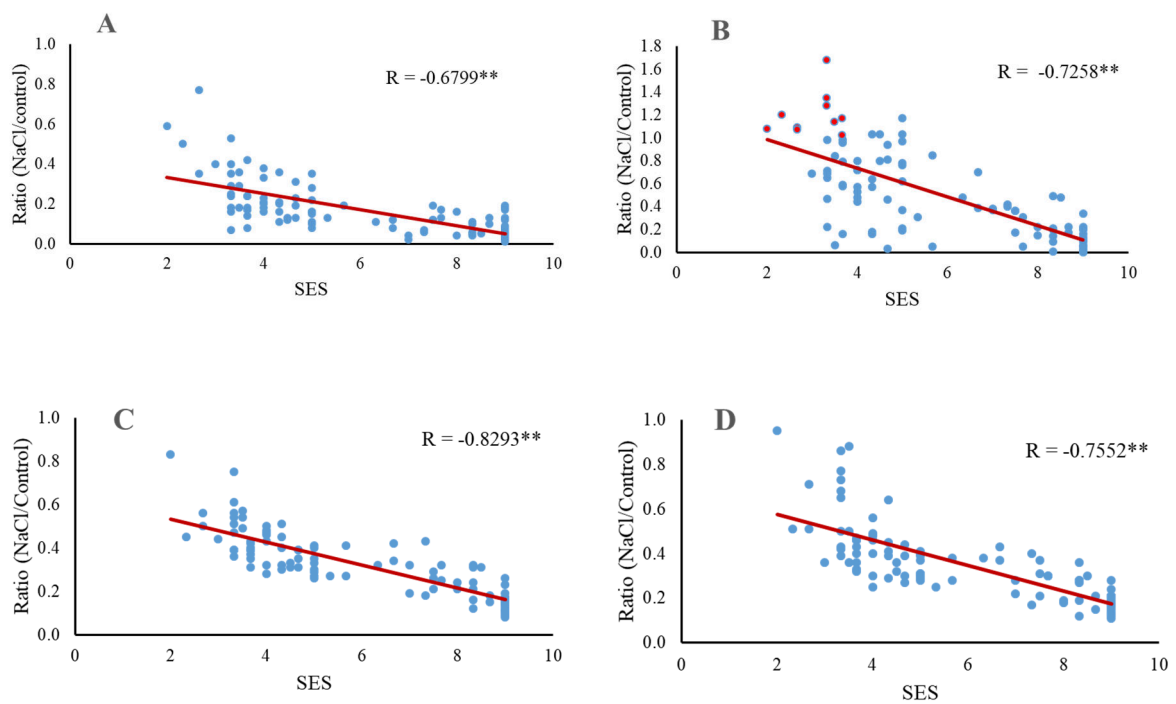 A
R = -0.6799**
Ratio (NaCl/control)
1.0
0.8
0.6
0.4
0.2
0.0
0 2 4 6 8 10
SES
B
R = -0.7258**
Ratio (NaCl/Control)
1.8
1.6
1.4
1.2
1.0
0.8
0.6
0.4
0.2
0.0
0 2 4 6 8 10
SES
C
R = -0.8293**
Ratio (NaCl/Control)
1.0
0.8
0.6
0.4
0.2
0.0
0 2 4 6 8 10
SES
D
R = -0.7552**
Ratio (NaCl/Control)
1.0
0.8
0.6
0.4
0.2
0.0
0 2 4 6 8 10
SES